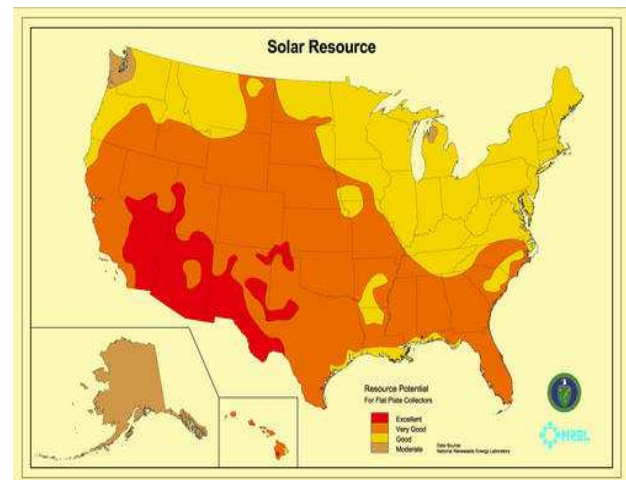 Solar Resource
Resource Potential
For Flat Plate Collectors
Excellent
Very Good
Good
Moderate
Data Source:
National Renewable Energy Laboratory
NREL